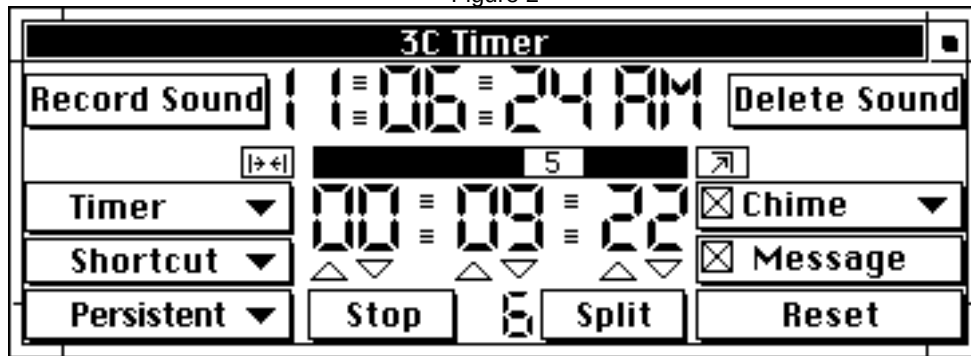 Figure 2
3C Timer
Record Sound 11:06:24 AM Delete Sound
5
Timer 00:09:22 Chime
Shortcut Message
Persistent Stop 6 Split Reset